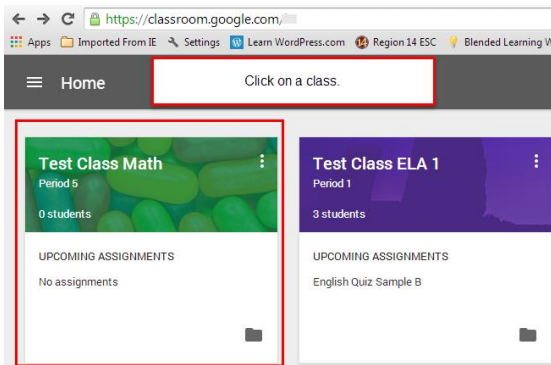 https://classroom.google.com/
Apps Imported From IE Settings Learn WordPress.com Region 14 ESC Blended Learning W
Home
Click on a class.
Test Class Math
Period 5
0 students
UPCOMING ASSIGNMENTS
No assignments
Test Class ELA 1
Period 1
3 students
UPCOMING ASSIGNMENTS
English Quiz Sample B